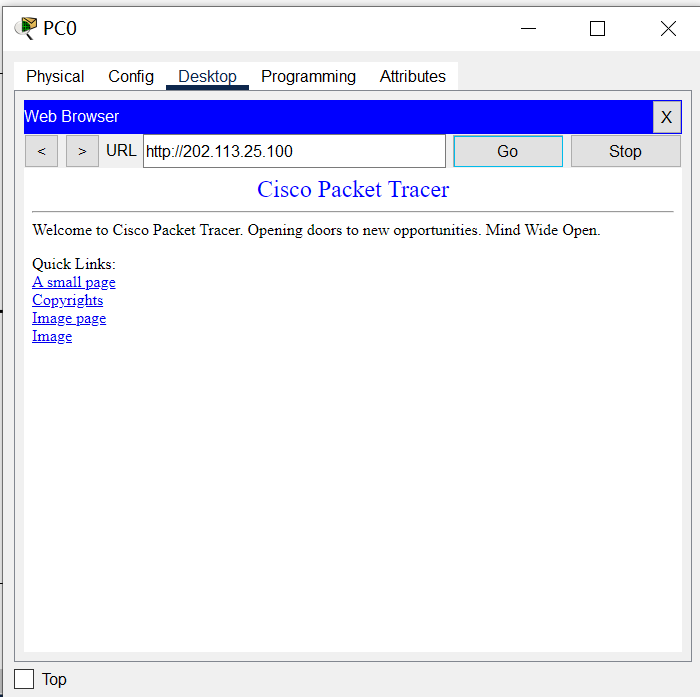 PC0
Physical Config Desktop Programming Attributes
Web Browser X
< > URL http://202.113.25.100 Go Stop
Cisco Packet Tracer
Welcome to Cisco Packet Tracer. Opening doors to new opportunities. Mind Wide Open.
Quick Links:
A small page
Copyrights
Image page
Image
Top